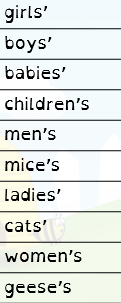 girls’
boys’
babies’
children’s
men’s
mice’s
ladies’
cats’
women’s
geese’s